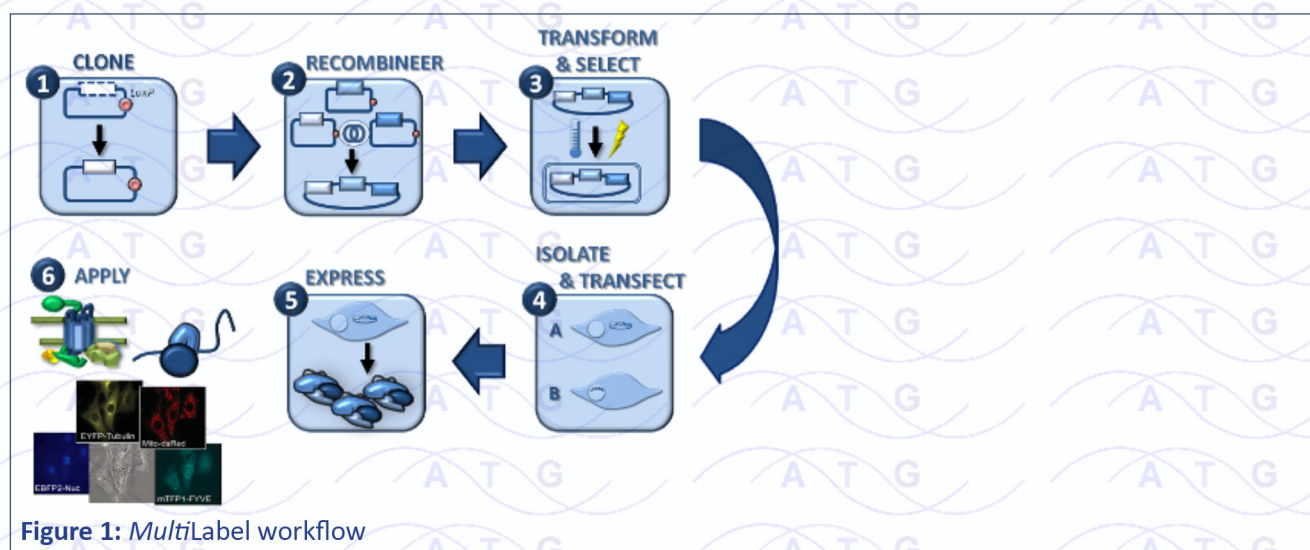 1 CLONE
LoxP
2 RECOMBINEER
3 TRANSFORM
& SELECT
ISOLATE
4 & TRANSFECT
A
B
5 EXPRESS
6 APPLY
EYFP-Tubulin
Mito-dsRed
EBFP2-Nuc
mTFP1-FYVE
Figure 1: MultiLabel workflow
A T G